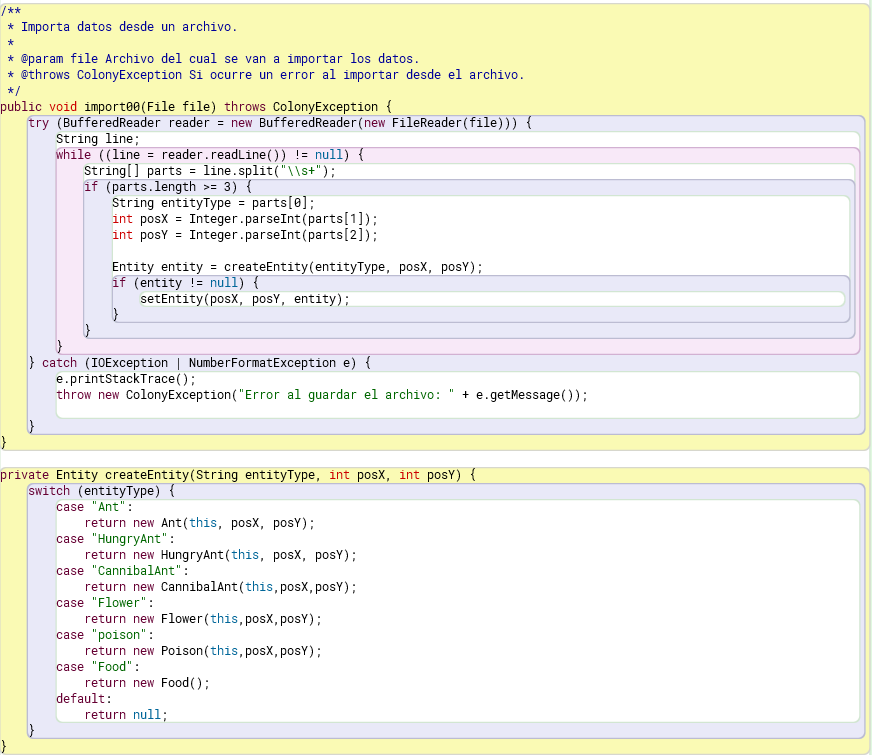 /**
 * Importa datos desde un archivo.
 *
 * @param file Archivo del cual se van a importar los datos.
 * @throws ColonyException Si ocurre un error al importar desde el archivo.
 */
public void import00(File file) throws ColonyException {
    try (BufferedReader reader = new BufferedReader(new FileReader(file))) {
        String line;
        while ((line = reader.readLine()) != null) {
            String[] parts = line.split("\\s+");
            if (parts.length >= 3) {
                String entityType = parts[0];
                int posX = Integer.parseInt(parts[1]);
                int posY = Integer.parseInt(parts[2]);

                Entity entity = createEntity(entityType, posX, posY);
                if (entity != null) {
                    setEntity(posX, posY, entity);
                }
            }
        }
    } catch (IOException | NumberFormatException e) {
        e.printStackTrace();
        throw new ColonyException("Error al guardar el archivo: " + e.getMessage());

    }
}

private Entity createEntity(String entityType, int posX, int posY) {
    switch (entityType) {
        case "Ant":
            return new Ant(this, posX, posY);
        case "HungryAnt":
            return new HungryAnt(this, posX, posY);
        case "CannibalAnt":
            return new CannibalAnt(this,posX,posY);
        case "Flower":
            return new Flower(this,posX,posY);
        case "poison":
            return new Poison(this,posX,posY);
        case "Food":
            return new Food();
        default:
            return null;
    }
}